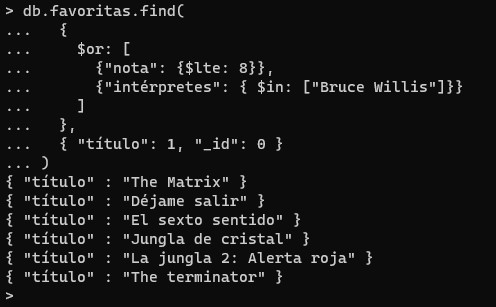 > db.favoritas.find(
...   {
...     $or: [
...       {"nota": {$lte: 8}},
...       {"intérpretes": { $in: ["Bruce Willis"]}}
...     ]
...   },
...   { "título": 1, "_id": 0 }
... )
{ "título" : "The Matrix" }
{ "título" : "Déjame salir" }
{ "título" : "El sexto sentido" }
{ "título" : "Jungla de cristal" }
{ "título" : "La jungla 2: Alerta roja" }
{ "título" : "The terminator" }
>